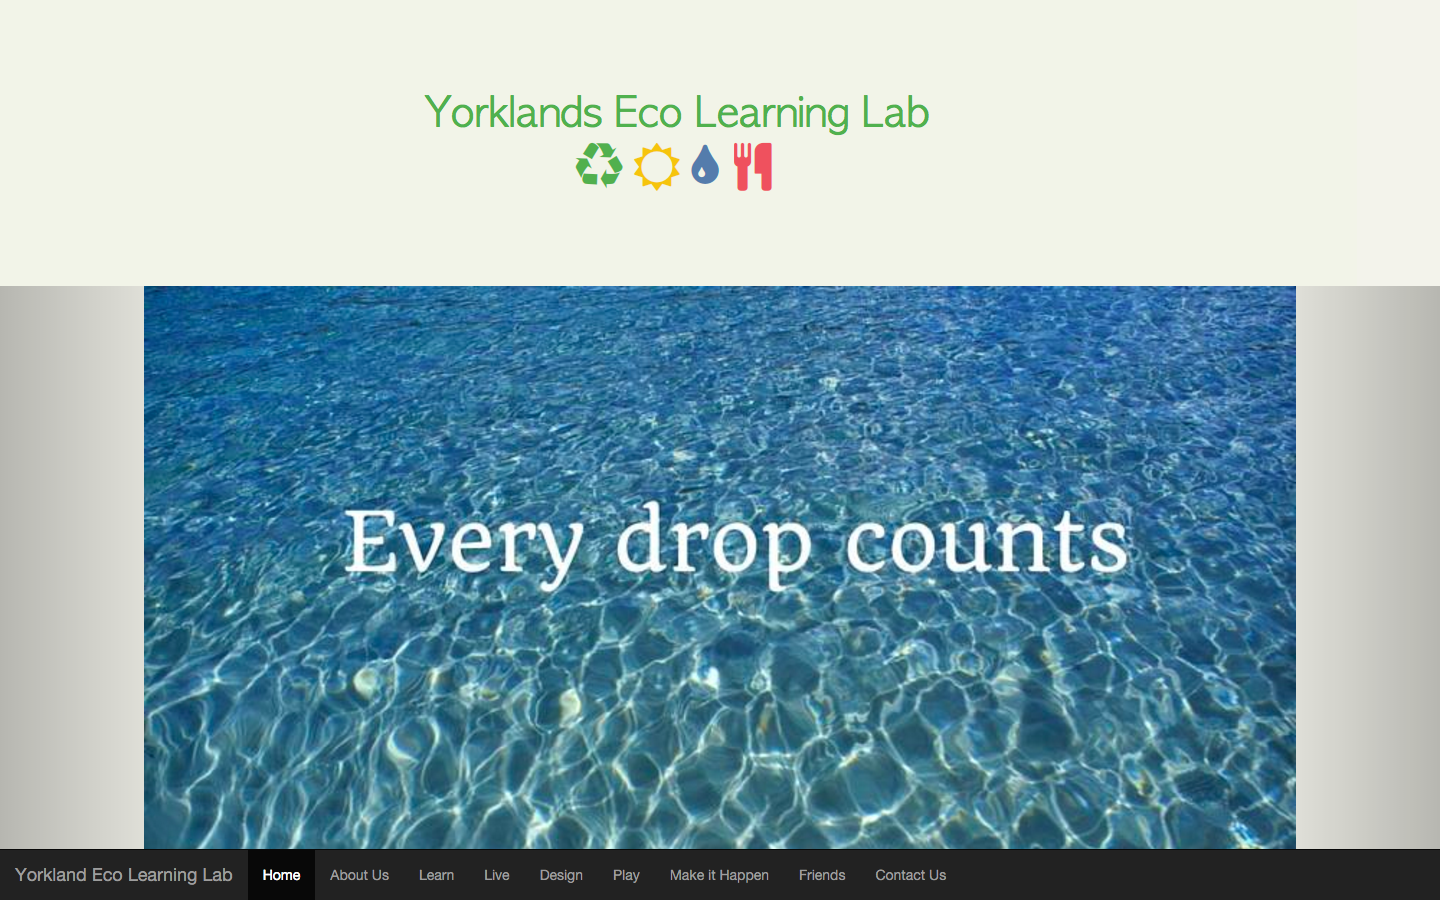 Yorklands Eco Learning Lab
Every drop counts
Yorkland Eco Learning Lab Home About Us Learn Live Design Play Make it Happen Friends Contact Us